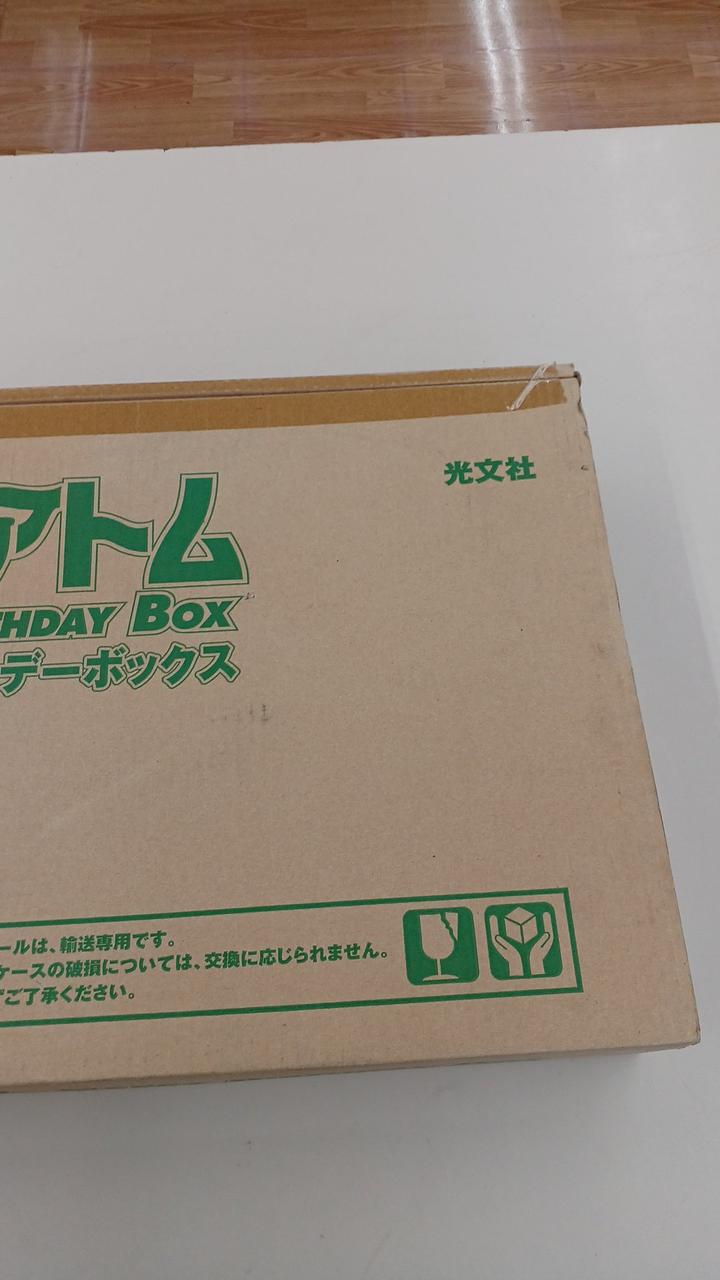 光文社
アトム
THDAY BOX
デーボックス
ールは、輸送専用です。
ケースの破損については、交換に応じられません。
ずご了承ください。